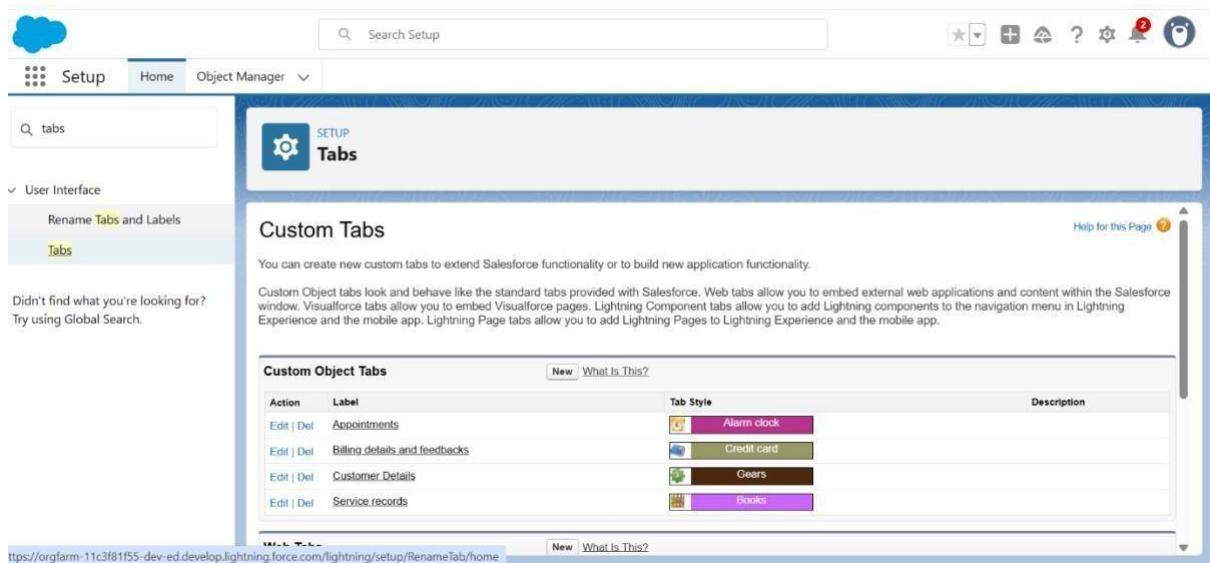 Search Setup
2
Setup Home Object Manager
tabs
User Interface
Rename Tabs and Labels
Tabs
Didn't find what you're looking for?
Try using Global Search.
SETUP
Tabs
Custom Tabs
Help for this Page ?
You can create new custom tabs to extend Salesforce functionality or to build new application functionality.
Custom Object tabs look and behave like the standard tabs provided with Salesforce. Web tabs allow you to embed external web applications and content within the Salesforce
window. Visualforce tabs allow you to embed Visualforce pages. Lightning Component tabs allow you to add Lightning components to the navigation menu in Lightning
Experience and the mobile app. Lightning Page tabs allow you to add Lightning Pages to Lightning Experience and the mobile app.
Custom Object Tabs New What Is This?
Action Label Tab Style Description
Edit | Del Appointments Alarm clock
Edit | Del Billing details and feedbacks Credit card
Edit | Del Customer Details Gears
Edit | Del Service records Books
Web Tabs New What Is This?
ttps://orgfarm-11c3f81f55-dev-ed.develop.lightning.force.com/lightning/setup/RenameTab/home